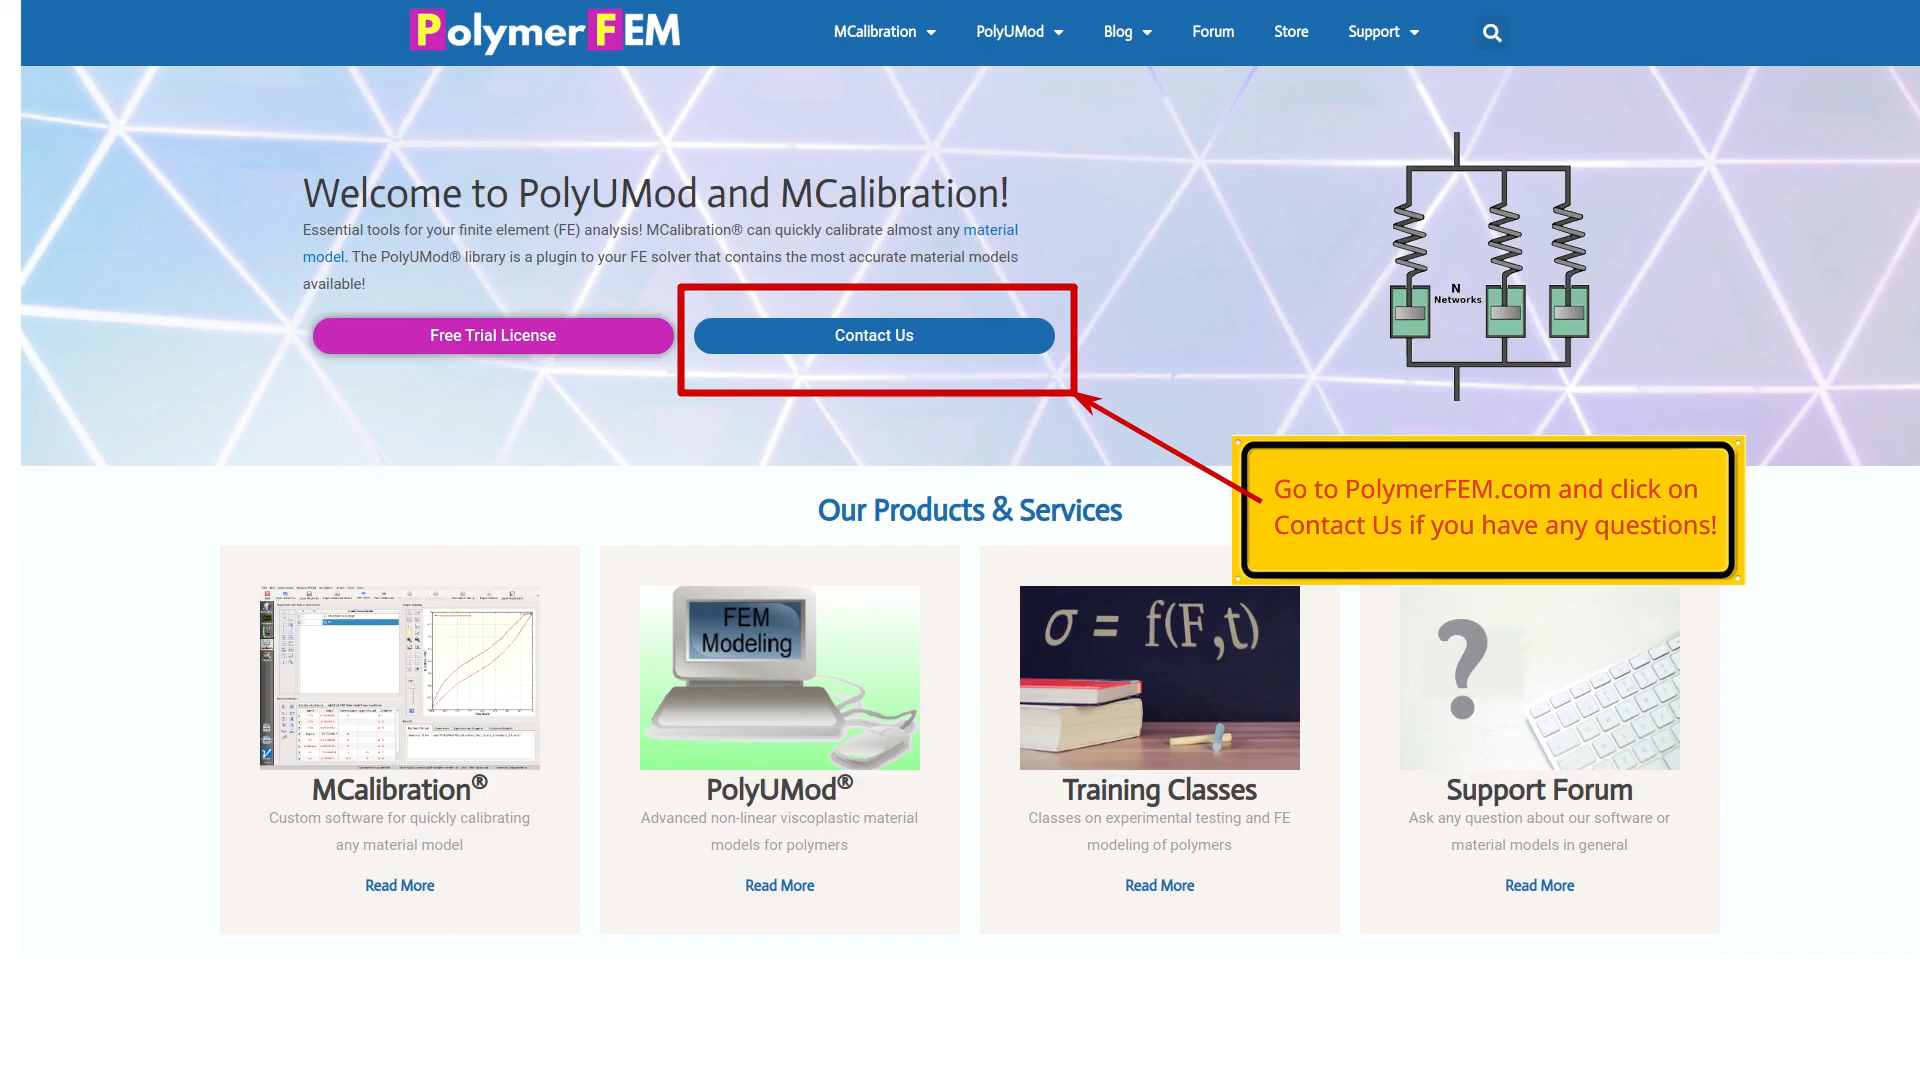 PolymerFEM
MCalibration
PolyUMod
Blog
Forum
Store
Support
Welcome to PolyUMod and MCalibration!
Essential tools for your finite element (FE) analysis! MCalibration® can quickly calibrate almost any material
model. The PolyUMod® library is a plugin to your FE solver that contains the most accurate material models
available!
Free Trial License
Contact Us
N
Networks
Go to PolymerFEM.com and click on
Contact Us if you have any questions!
Our Products & Services
FEM
Modeling
σ = f(F,t)
?
MCalibration®
Custom software for quickly calibrating
any material model
Read More
PolyUMod®
Advanced non-linear viscoplastic material
models for polymers
Read More
Training Classes
Classes on experimental testing and FE
modeling of polymers
Read More
Support Forum
Ask any question about our software or
material models in general
Read More